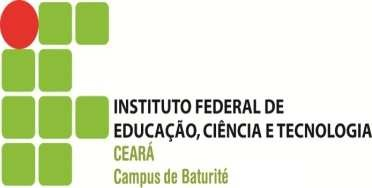 INSTITUTO FEDERAL DE
EDUCAÇÃO, CIÊNCIA E TECNOLOGIA
CEARÁ
Campus de Baturité